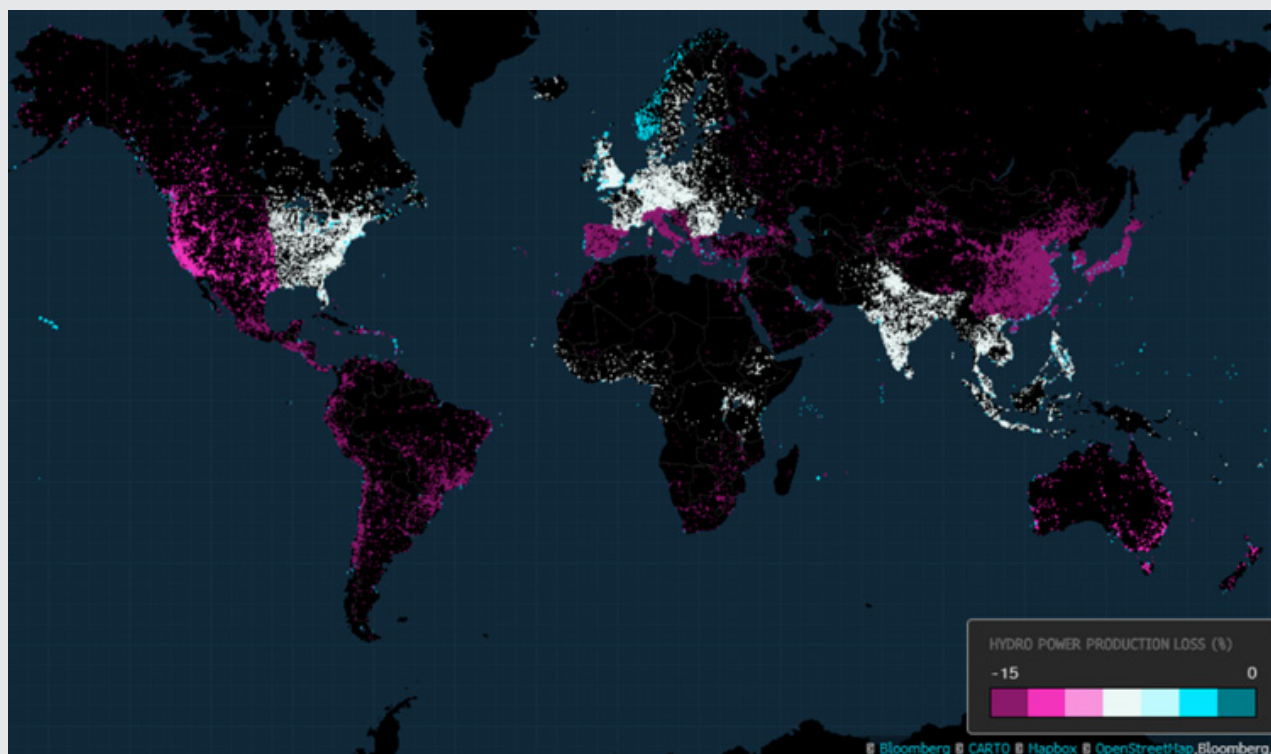 HYDRO POWER PRODUCTION LOSS (%)
-15 0
© Bloomberg © CARTO © Mapbox © OpenStreetMap,Bloomberg